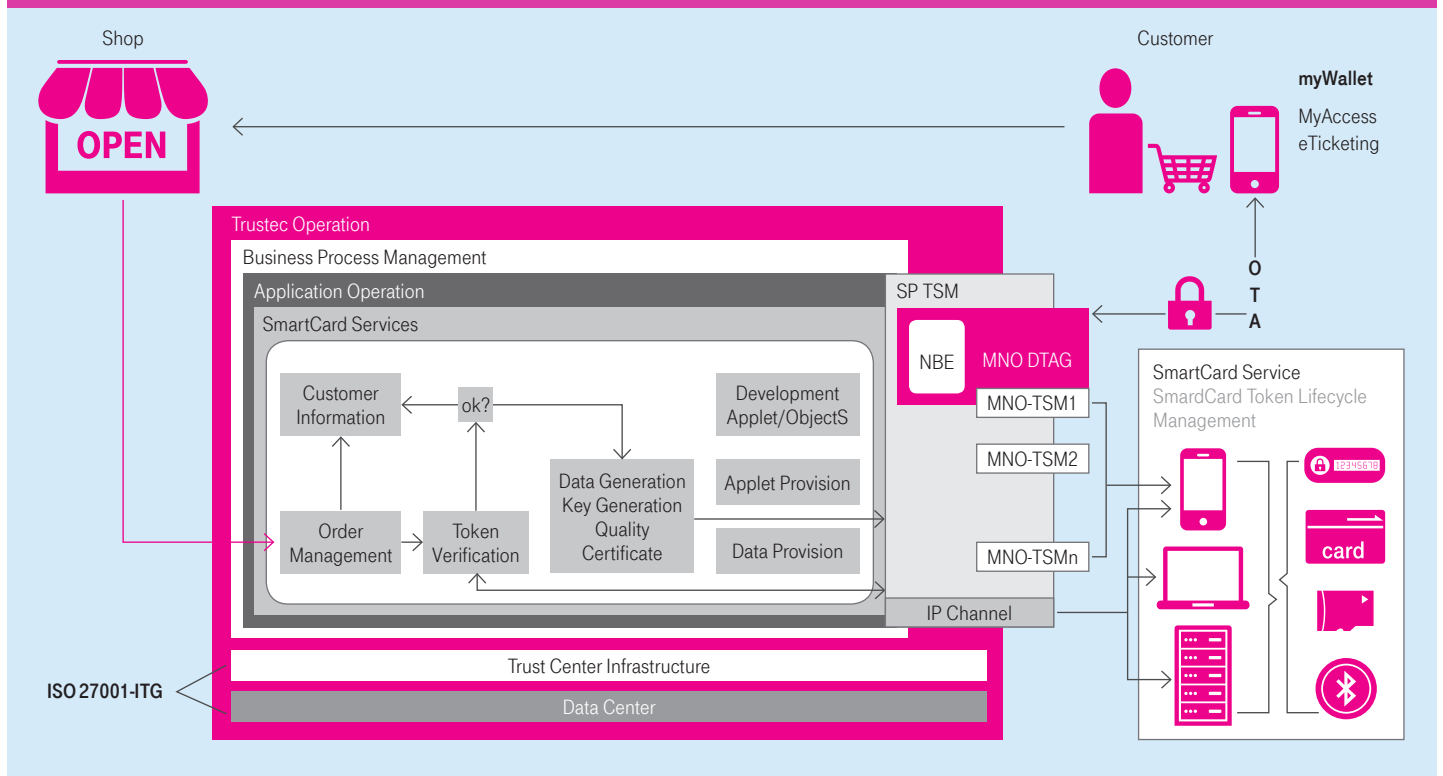 Shop
OPEN
Customer
myWallet
MyAccess
eTicketing
O
T
A
Trustec Operation
Business Process Management
Application Operation
SmartCard Services
Customer
Information
ok?
Order
Management
Token
Verification
Data Generation
Key Generation
Quality
Certificate
Development
Applet/ObjectS
Applet Provision
Data Provision
SP TSM
NBE
MNO DTAG
MNO-TSM1
MNO-TSM2
MNO-TSMn
IP Channel
SmartCard Service
SmardCard Token Lifecycle
Management
12345678
card
Trust Center Infrastructure
Data Center
ISO 27001-ITG